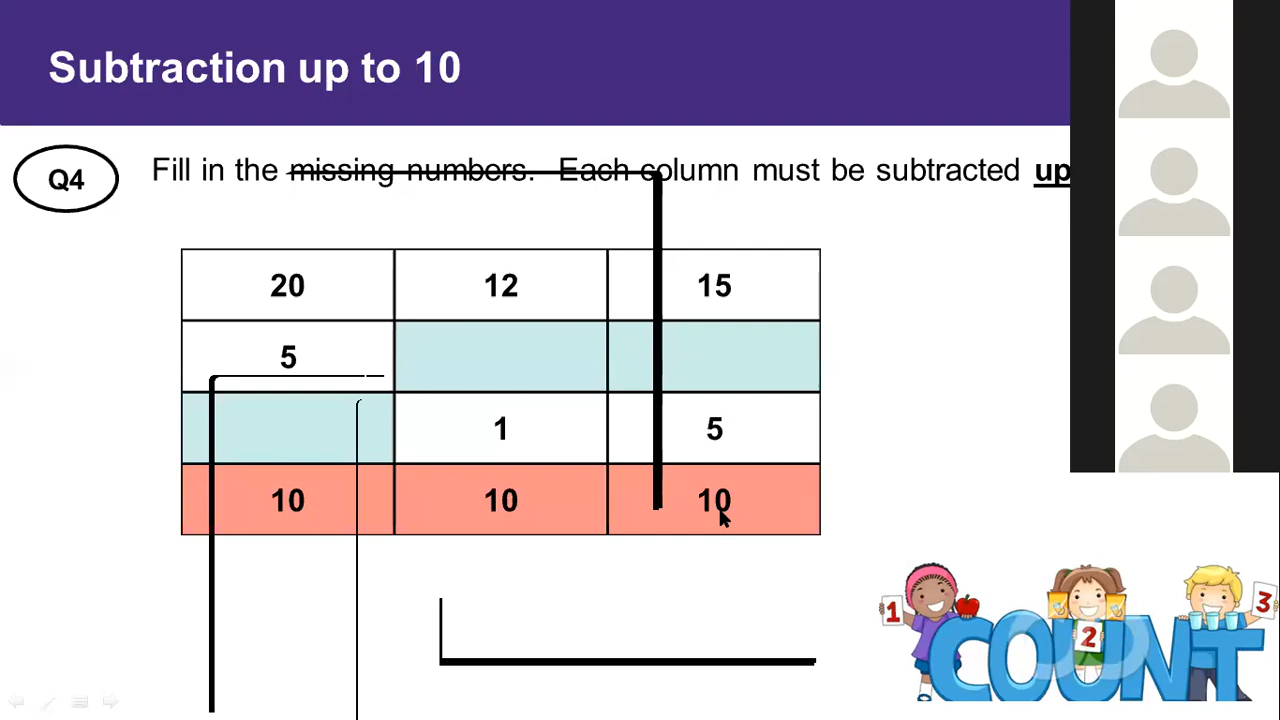 Subtraction up to 10
Q4
Fill in the missing numbers. Each column must be subtracted up
20 12 15
5
1 5
10 10 10
1 2 3
COUNT